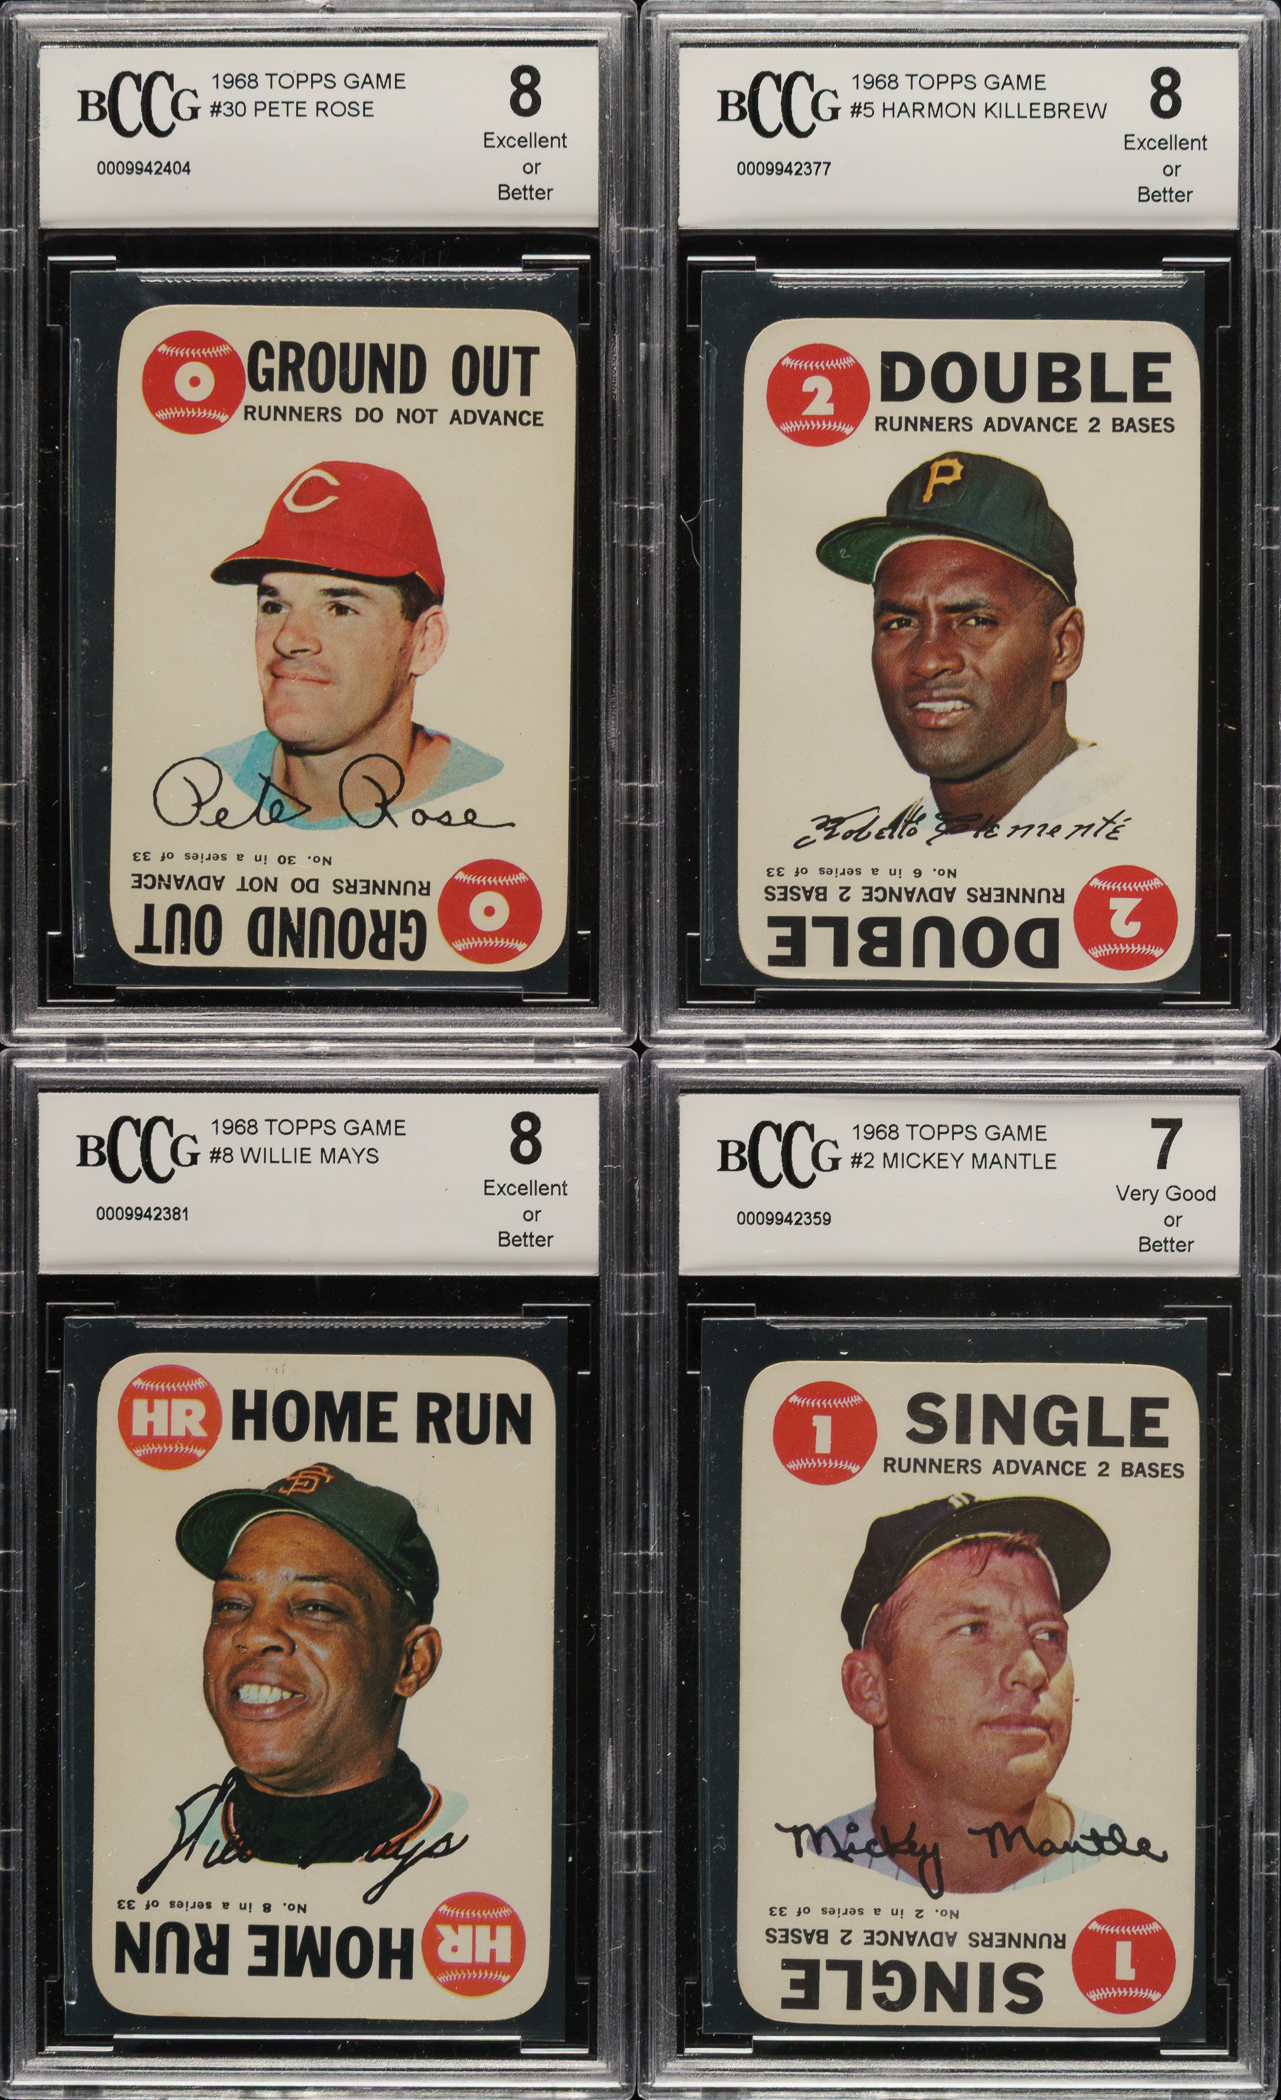 BCCG
1968 TOPPS GAME
#30 PETE ROSE
0009942404
8
Excellent
or
Better
0
GROUND OUT
RUNNERS DO NOT ADVANCE
C
Pete Rose
No. 30 in a series of 33
RUNNERS DO NOT ADVANCE
GROUND OUT
0
BCCG
1968 TOPPS GAME
#5 HARMON KILLEBREW
0009942377
8
Excellent
or
Better
2
DOUBLE
RUNNERS ADVANCE 2 BASES
P
Roberto Clemente
No. 6 in a series of 33
RUNNERS ADVANCE 2 BASES
DOUBLE
2
BCCG
1968 TOPPS GAME
#8 WILLIE MAYS
0009942381
8
Excellent
or
Better
HR
HOME RUN
SF
Willie Mays
No. 8 in a series of 33
HOME RUN
HR
BCCG
1968 TOPPS GAME
#2 MICKEY MANTLE
0009942359
7
Very Good
or
Better
1
SINGLE
RUNNERS ADVANCE 2 BASES
Mickey Mantle
No. 2 in a series of 33
RUNNERS ADVANCE 2 BASES
SINGLE
1